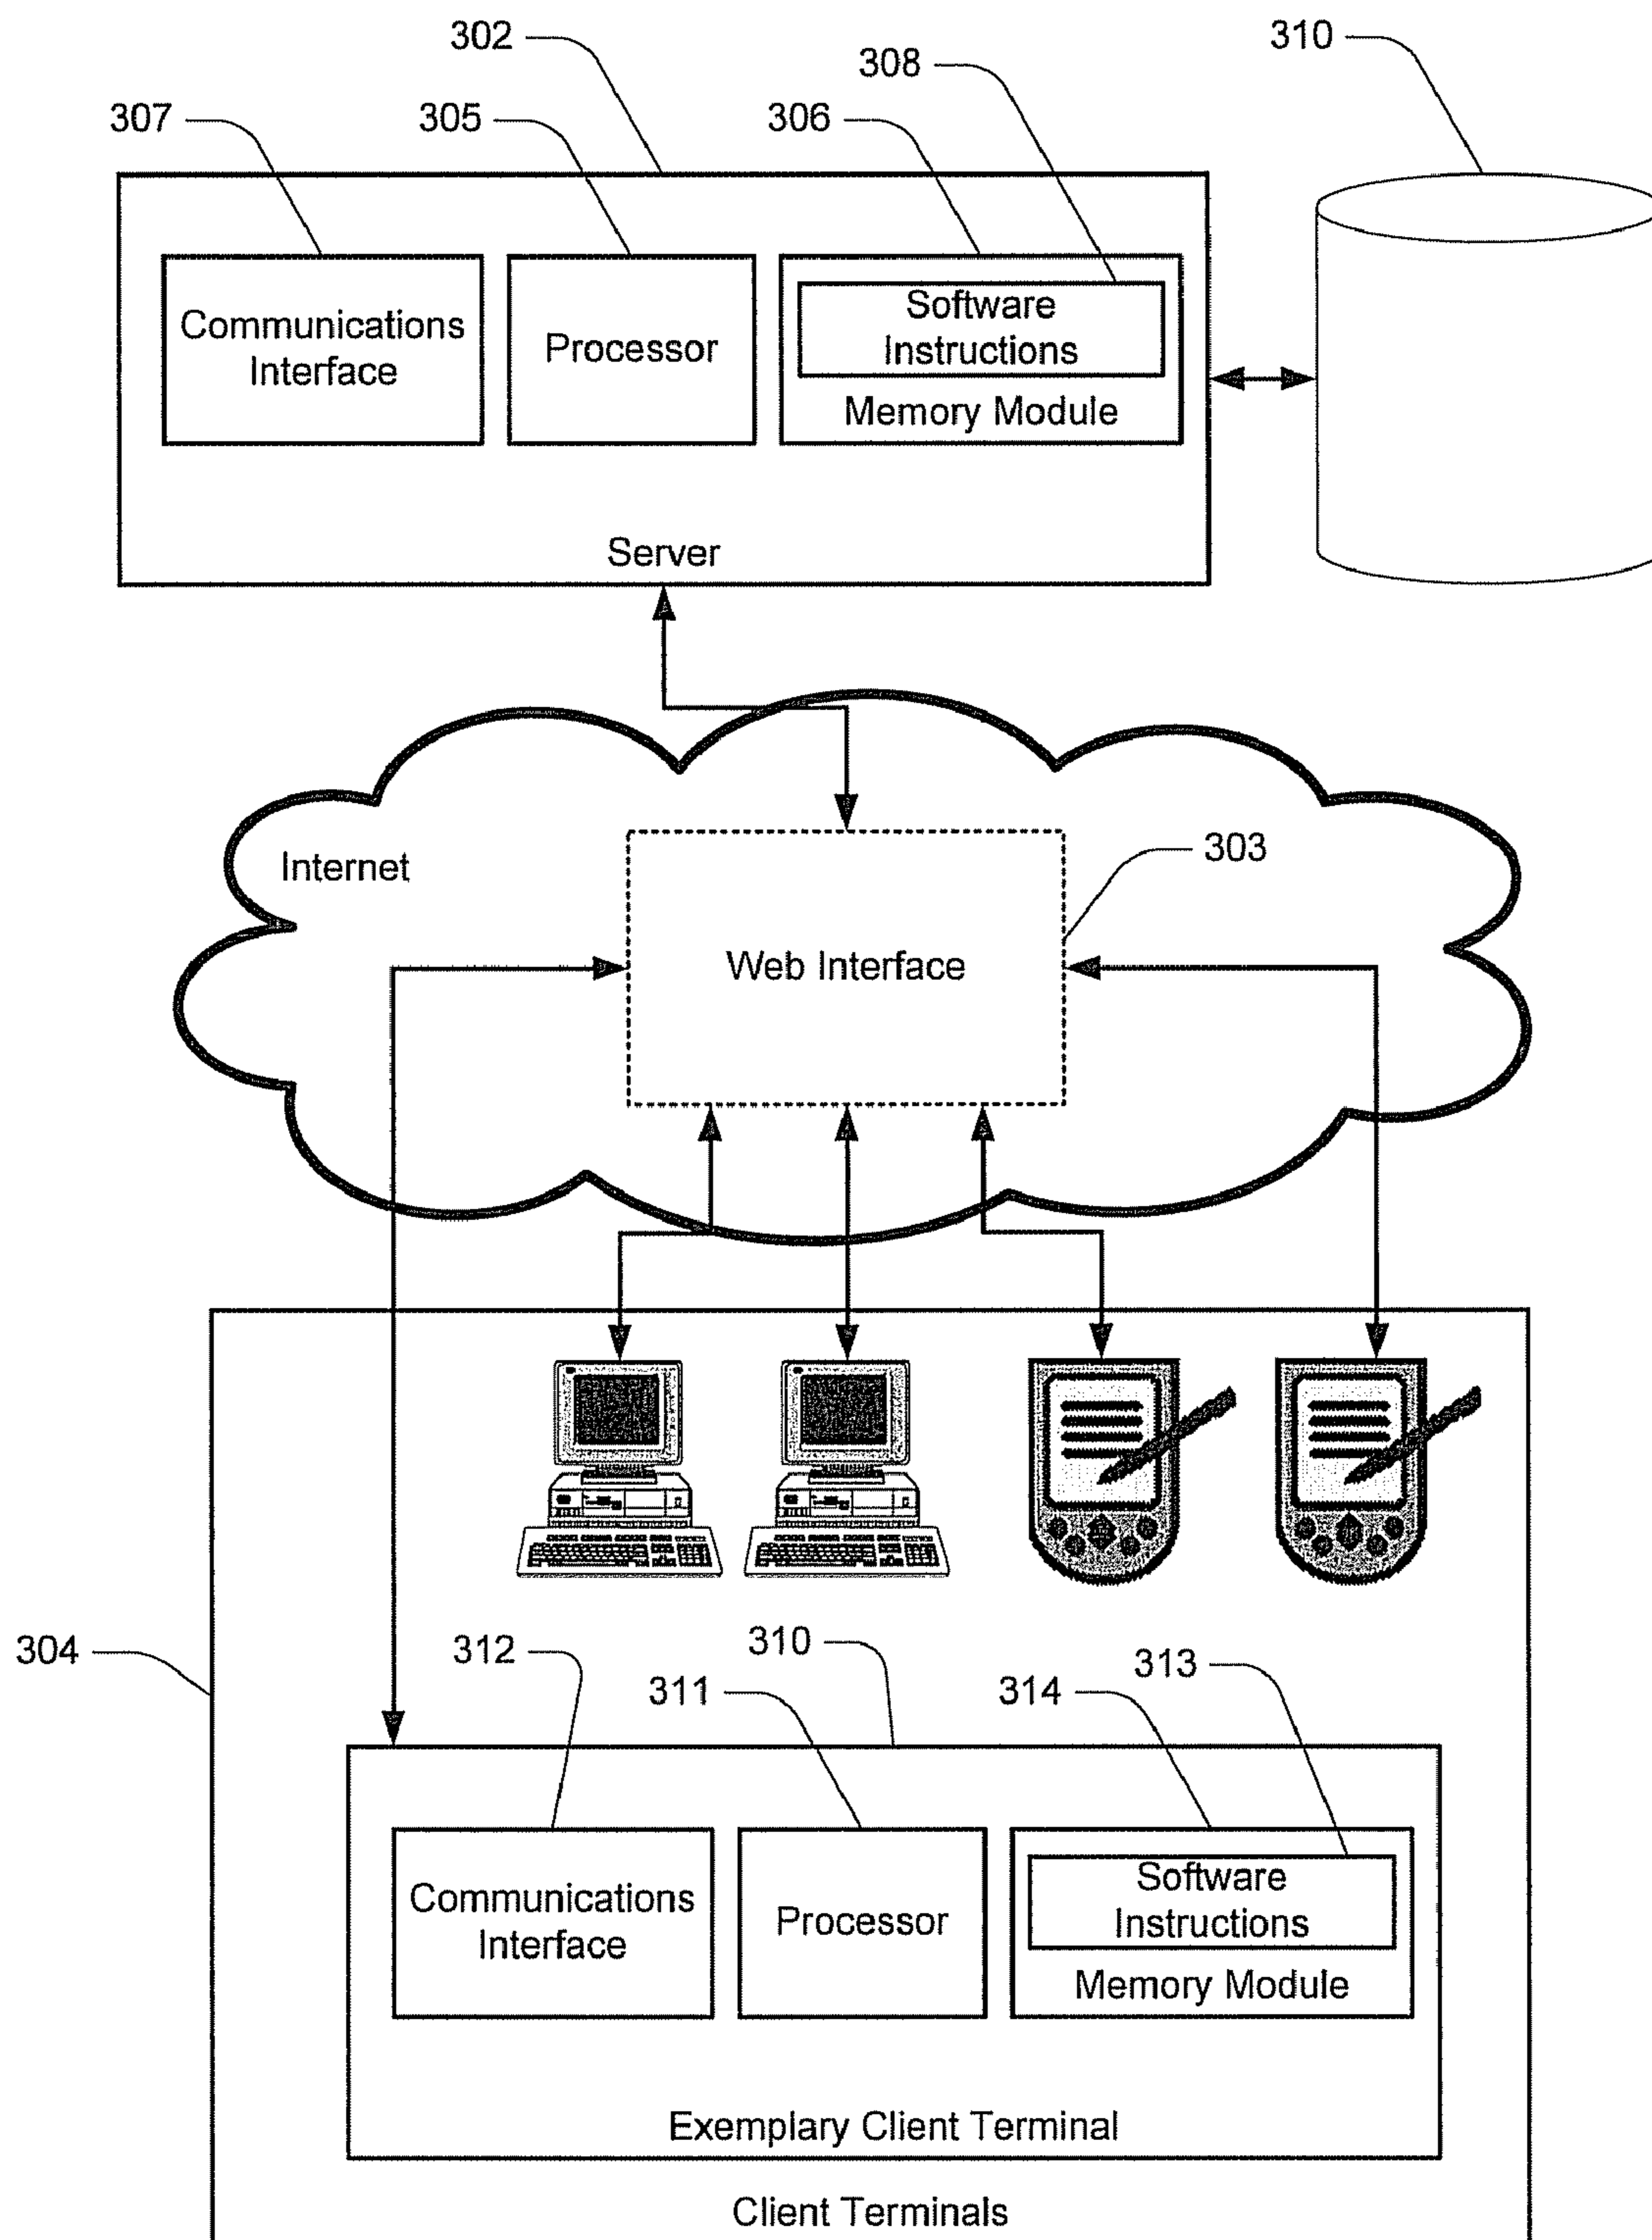 302
310
308
307
305
306
Communications
Interface
Processor
Software
Instructions
Memory Module
Server
Internet
303
Web Interface
304
312
310
311
314
313
Communications
Interface
Processor
Software
Instructions
Memory Module
Exemplary Client Terminal
Client Terminals